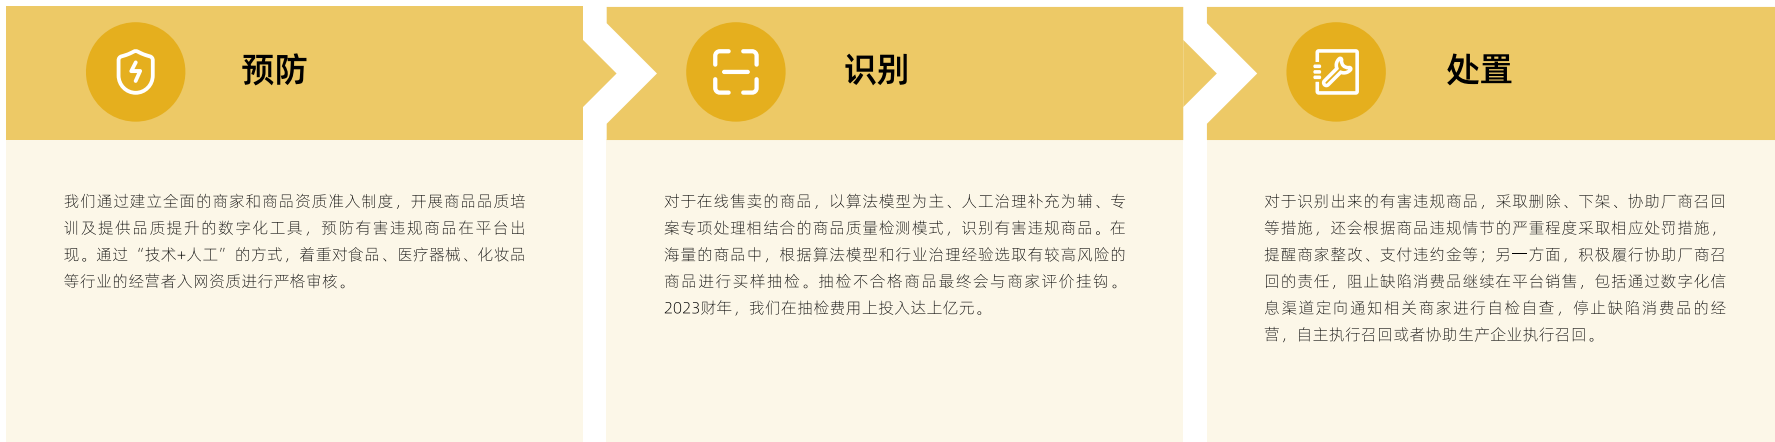 预防
我们通过建立全面的商家和商品资质准入制度，开展商品品质培
训及提供品质提升的数字化工具，预防有害违规商品在平台出
现。通过“技术+人工”的方式，着重对食品、医疗器械、化妆品
等行业的经营者入网资质进行严格审核。
识别
对于在线售卖的商品，以算法模型为主、人工治理补充为辅、专
案专项处理相结合的商品质量检测模式，识别有害违规商品。在
海量的商品中，根据算法模型和行业治理经验选取有较高风险的
商品进行买样抽检。抽检不合格商品最终会与商家评价挂钩。
2023财年，我们在抽检费用上投入达上亿元。
处置
对于识别出来的有害违规商品，采取删除、下架、协助厂商召回
等措施，还会根据商品违规情节的严重程度采取相应处罚措施，
提醒商家整改、支付违约金等；另一方面，积极履行协助厂商召
回的责任，阻止缺陷消费品继续在平台销售，包括通过数字化信
息渠道定向通知相关商家进行自检自查，停止缺陷消费品的经
营，自主执行召回或者协助生产企业执行召回。